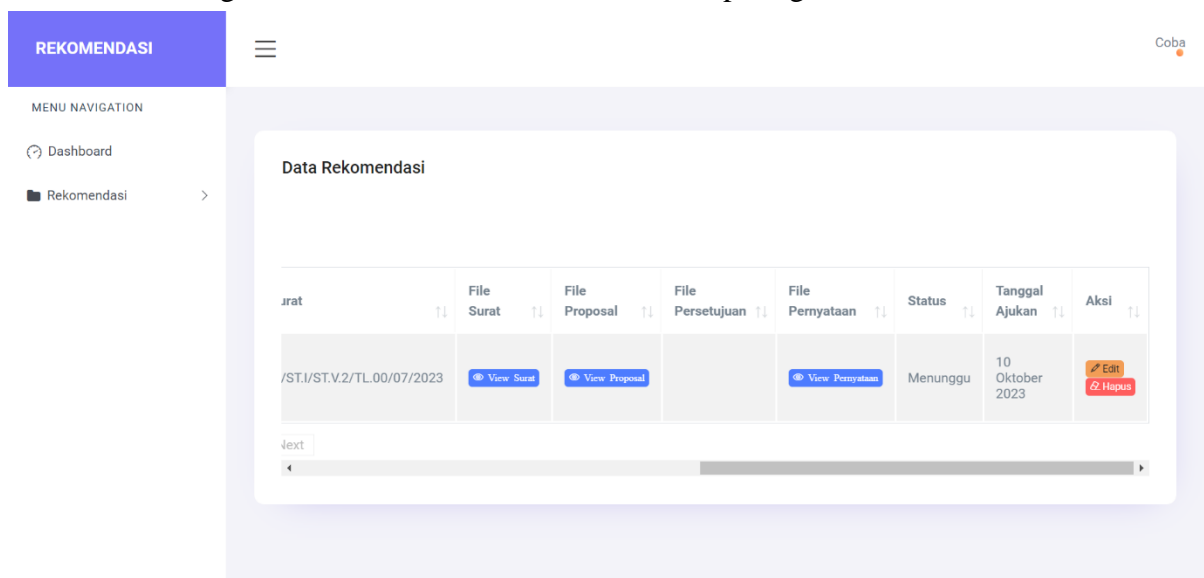 REKOMENDASI
Coba
MENU NAVIGATION
Dashboard
Rekomendasi
Data Rekomendasi
File Surat
File Proposal
File Persetujuan
File Pernyataan
Status
Tanggal Ajukan
Aksi
/ST.I/ST.V.2/TL.00/07/2023
View Surat
View Proposal
View Pernyataan
Menunggu
10
Oktober
2023
Edit
Hapus